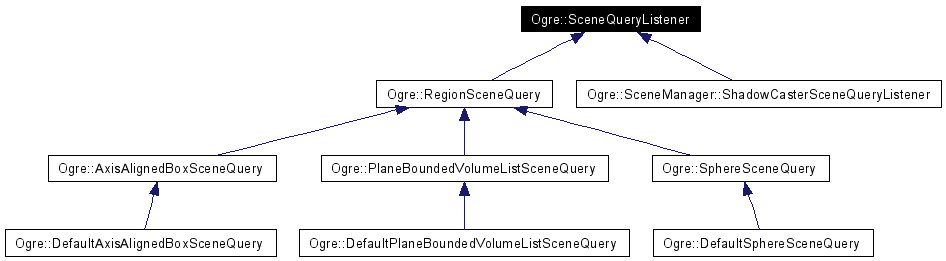 Ogre::SceneQueryListener
Ogre::RegionSceneQuery
Ogre::SceneManager::ShadowCasterSceneQueryListener
Ogre::AxisAlignedBoxSceneQuery
Ogre::PlaneBoundedVolumeListSceneQuery
Ogre::SphereSceneQuery
Ogre::DefaultAxisAlignedBoxSceneQuery
Ogre::DefaultPlaneBoundedVolumeListSceneQuery
Ogre::DefaultSphereSceneQuery